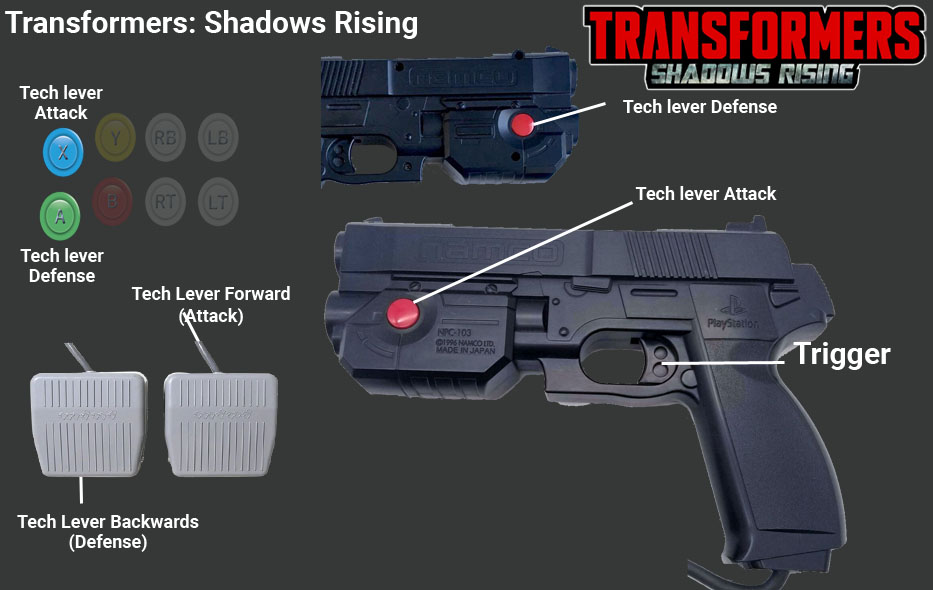 Transformers: Shadows Rising
TRANSFORMERS
SHADOWS RISING
Tech lever
Attack
X
Y
RB
LB
A
B
RT
LT
Tech lever
Defense
namco
Tech lever Defense
Tech lever Attack
namco
NPC-103
©1996 NAMCO LTD.
MADE IN JAPAN
PlayStation
Trigger
Tech Lever Forward
(Attack)
Tech Lever Backwards
(Defense)